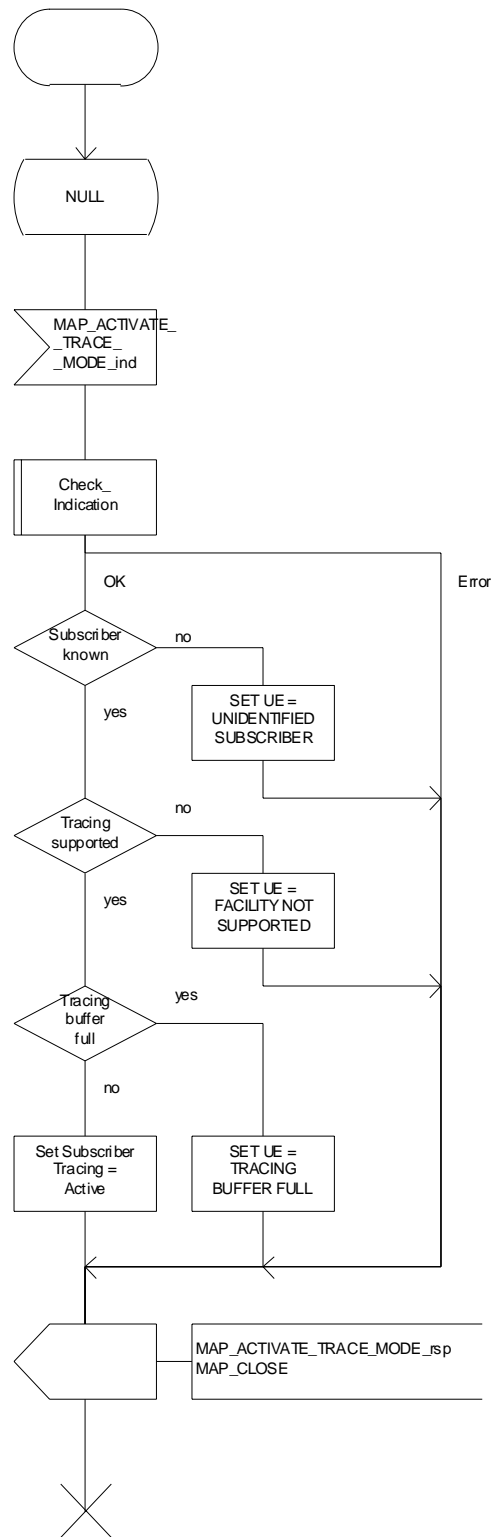 NULL
MAP_ACTIVATE_
_TRACE_
_MODE_ind
Check_
Indication
OK
Error
Subscriber
known
no
yes
SET UE =
UNIDENTIFIED
SUBSCRIBER
Tracing
supported
no
yes
SET UE =
FACILITY NOT
SUPPORTED
Tracing
buffer
full
yes
no
Set Subscriber
Tracing =
Active
SET UE =
TRACING
BUFFER FULL
MAP_ACTIVATE_TRACE_MODE_rsp
MAP_CLOSE